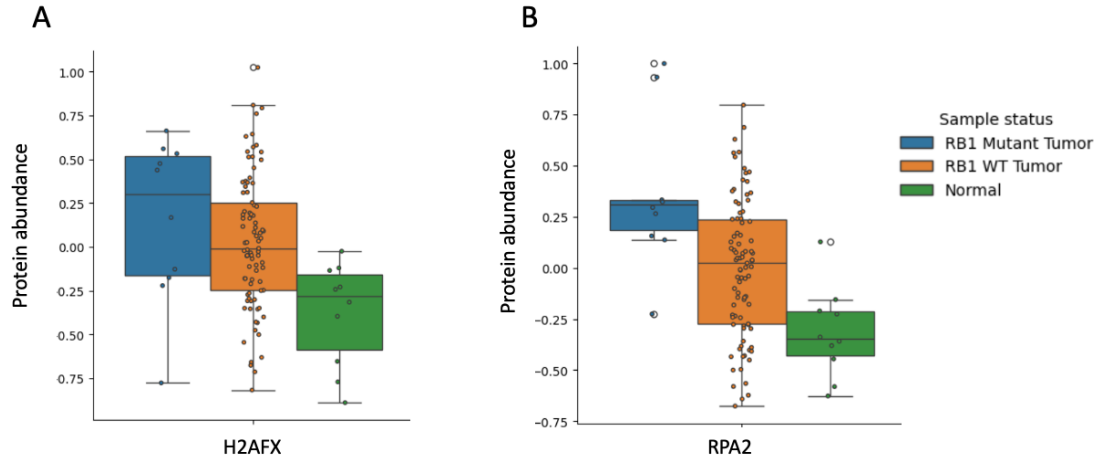 A
B
Protein abundance
1.00
0.75
0.50
0.25
0.00
0.25
0.50
0.75
H2AFX
Protein abundance
1.00
0.75
0.50
0.25
0.00
−0.25
−0.50
−0.75
RPA2
Sample status
RB1 Mutant Tumor
RB1 WT Tumor
Normal